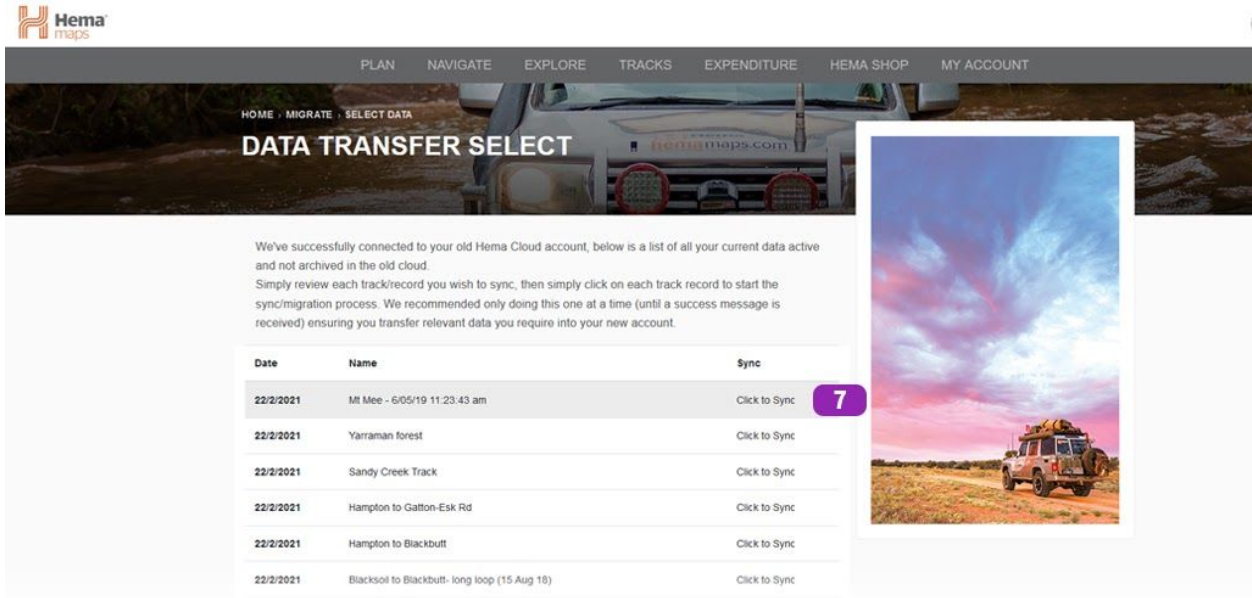 Hema
maps
PLAN NAVIGATE EXPLORE TRACKS EXPENDITURE HEMA SHOP MY ACCOUNT
HOME › MIGRATE › SELECT DATA
DATA TRANSFER SELECT
hemamaps.com
We've successfully connected to your old Hema Cloud account, below is a list of all your current data active
and not archived in the old cloud.
Simply review each track/record you wish to sync, then simply click on each track record to start the
sync/migration process. We recommended only doing this one at a time (until a success message is
received) ensuring you transfer relevant data you require into your new account.
Date Name Sync
22/2/2021 Mt Mee - 6/05/19 11:23:43 am Click to Sync 7
22/2/2021 Yarraman forest Click to Sync
22/2/2021 Sandy Creek Track Click to Sync
22/2/2021 Hampton to Gatton-Esk Rd Click to Sync
22/2/2021 Hampton to Blackbutt Click to Sync
22/2/2021 Blacksoil to Blackbutt- long loop (15 Aug 18) Click to Sync